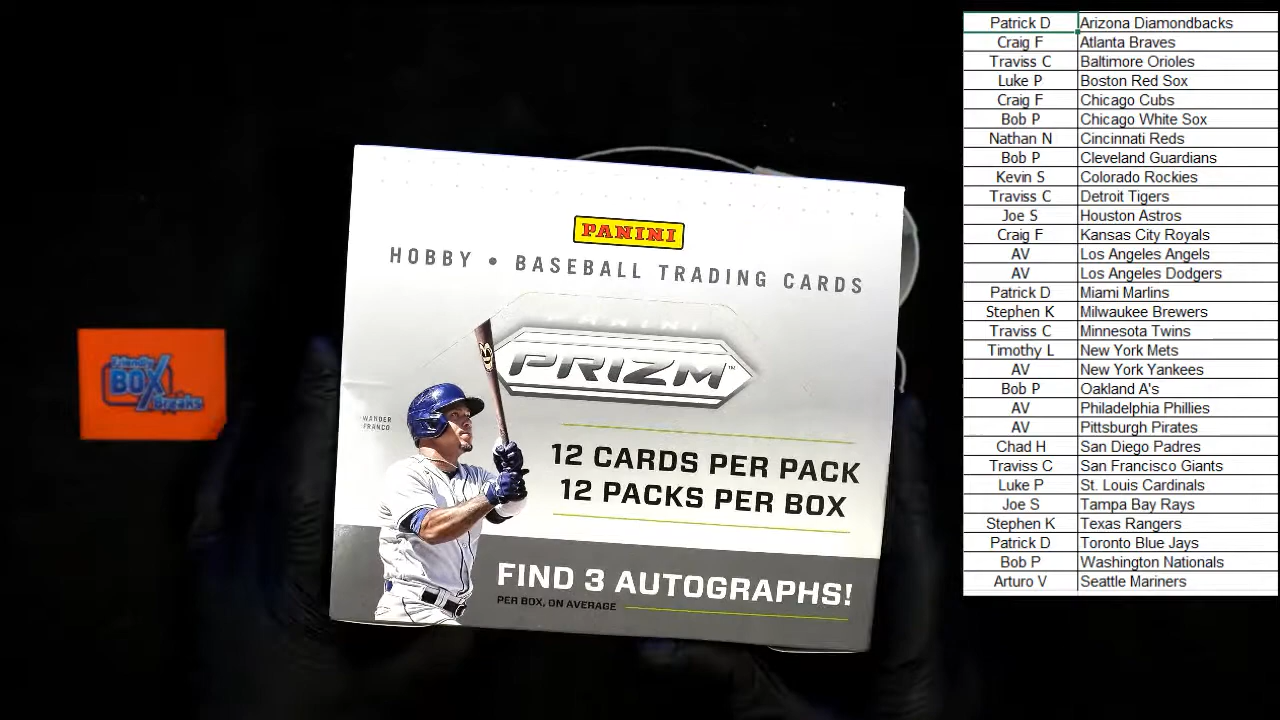 PANINI
HOBBY • BASEBALL TRADING CARDS
PANINI
PRIZM™
WANDER
FRANCO
12 CARDS PER PACK
12 PACKS PER BOX
FIND 3 AUTOGRAPHS!
PER BOX, ON AVERAGE
Friendly
BOX
Breaks
Patrick D Arizona Diamondbacks
Craig F Atlanta Braves
Traviss C Baltimore Orioles
Luke P Boston Red Sox
Craig F Chicago Cubs
Bob P Chicago White Sox
Nathan N Cincinnati Reds
Bob P Cleveland Guardians
Kevin S Colorado Rockies
Traviss C Detroit Tigers
Joe S Houston Astros
Craig F Kansas City Royals
AV Los Angeles Angels
AV Los Angeles Dodgers
Patrick D Miami Marlins
Stephen K Milwaukee Brewers
Traviss C Minnesota Twins
Timothy L New York Mets
AV New York Yankees
Bob P Oakland A's
AV Philadelphia Phillies
AV Pittsburgh Pirates
Chad H San Diego Padres
Traviss C San Francisco Giants
Luke P St. Louis Cardinals
Joe S Tampa Bay Rays
Stephen K Texas Rangers
Patrick D Toronto Blue Jays
Bob P Washington Nationals
Arturo V Seattle Mariners